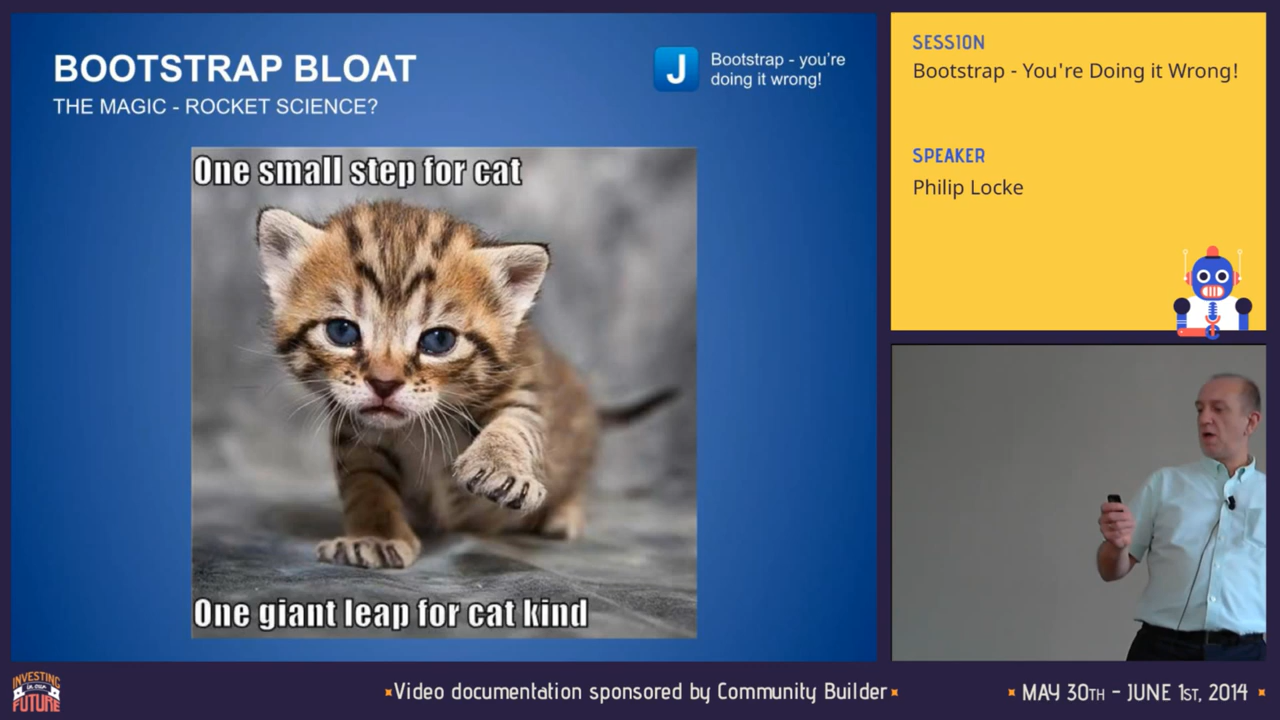 BOOTSTRAP BLOAT
THE MAGIC - ROCKET SCIENCE?
J
Bootstrap - you're
doing it wrong!
One small step for cat
One giant leap for cat kind
SESSION
Bootstrap - You're Doing it Wrong!
SPEAKER
Philip Locke
INVESTING
IN OUR
FUTURE
Video documentation sponsored by Community Builder
MAY 30TH - JUNE 1ST, 2014